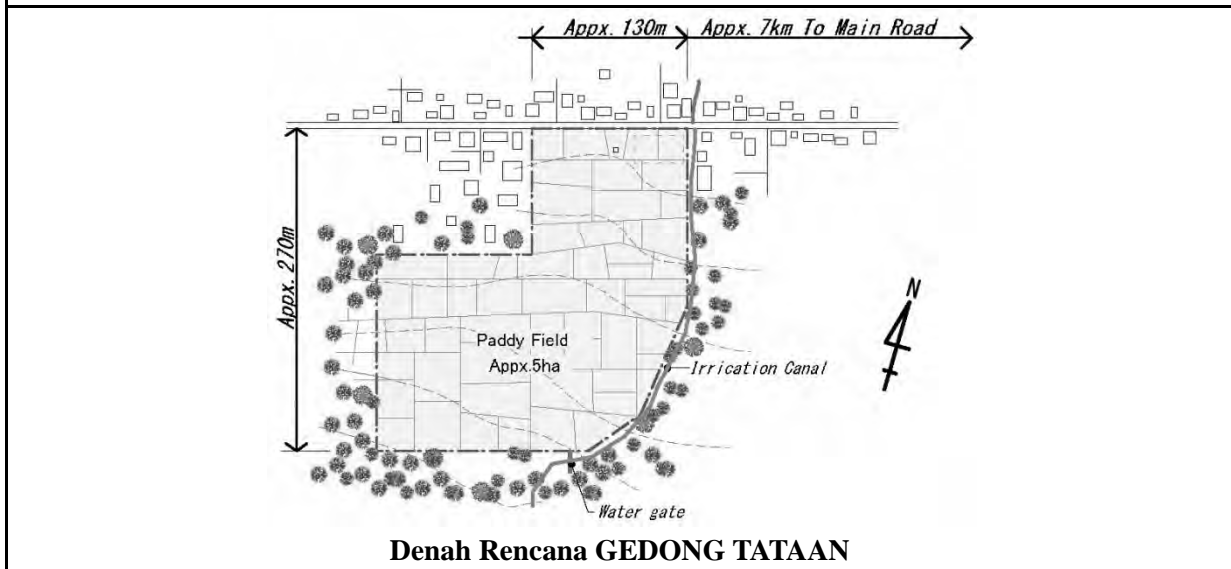 Appx. 130m
Appx. 7km To Main Road
Appx. 270m
N
Paddy Field
Appx.5ha
Irrication Canal
Water gate
Denah Rencana GEDONG TATAAN